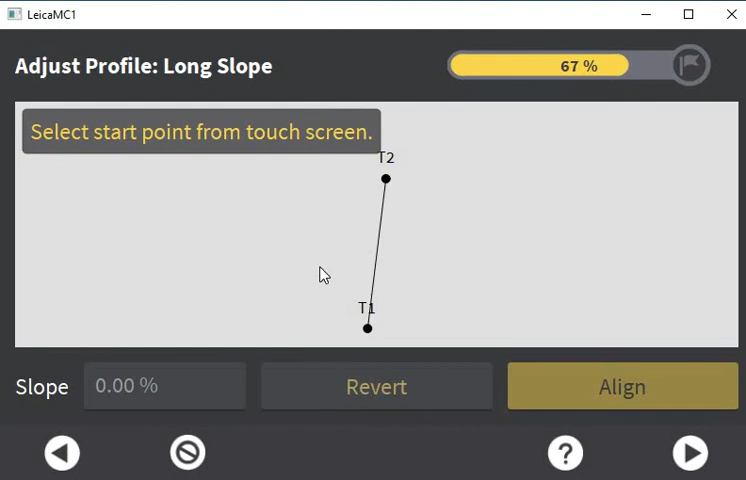 LeicaMC1
Adjust Profile: Long Slope
67 %
Select start point from touch screen.
T2
T1
Slope
0.00 %
Revert
Align
?